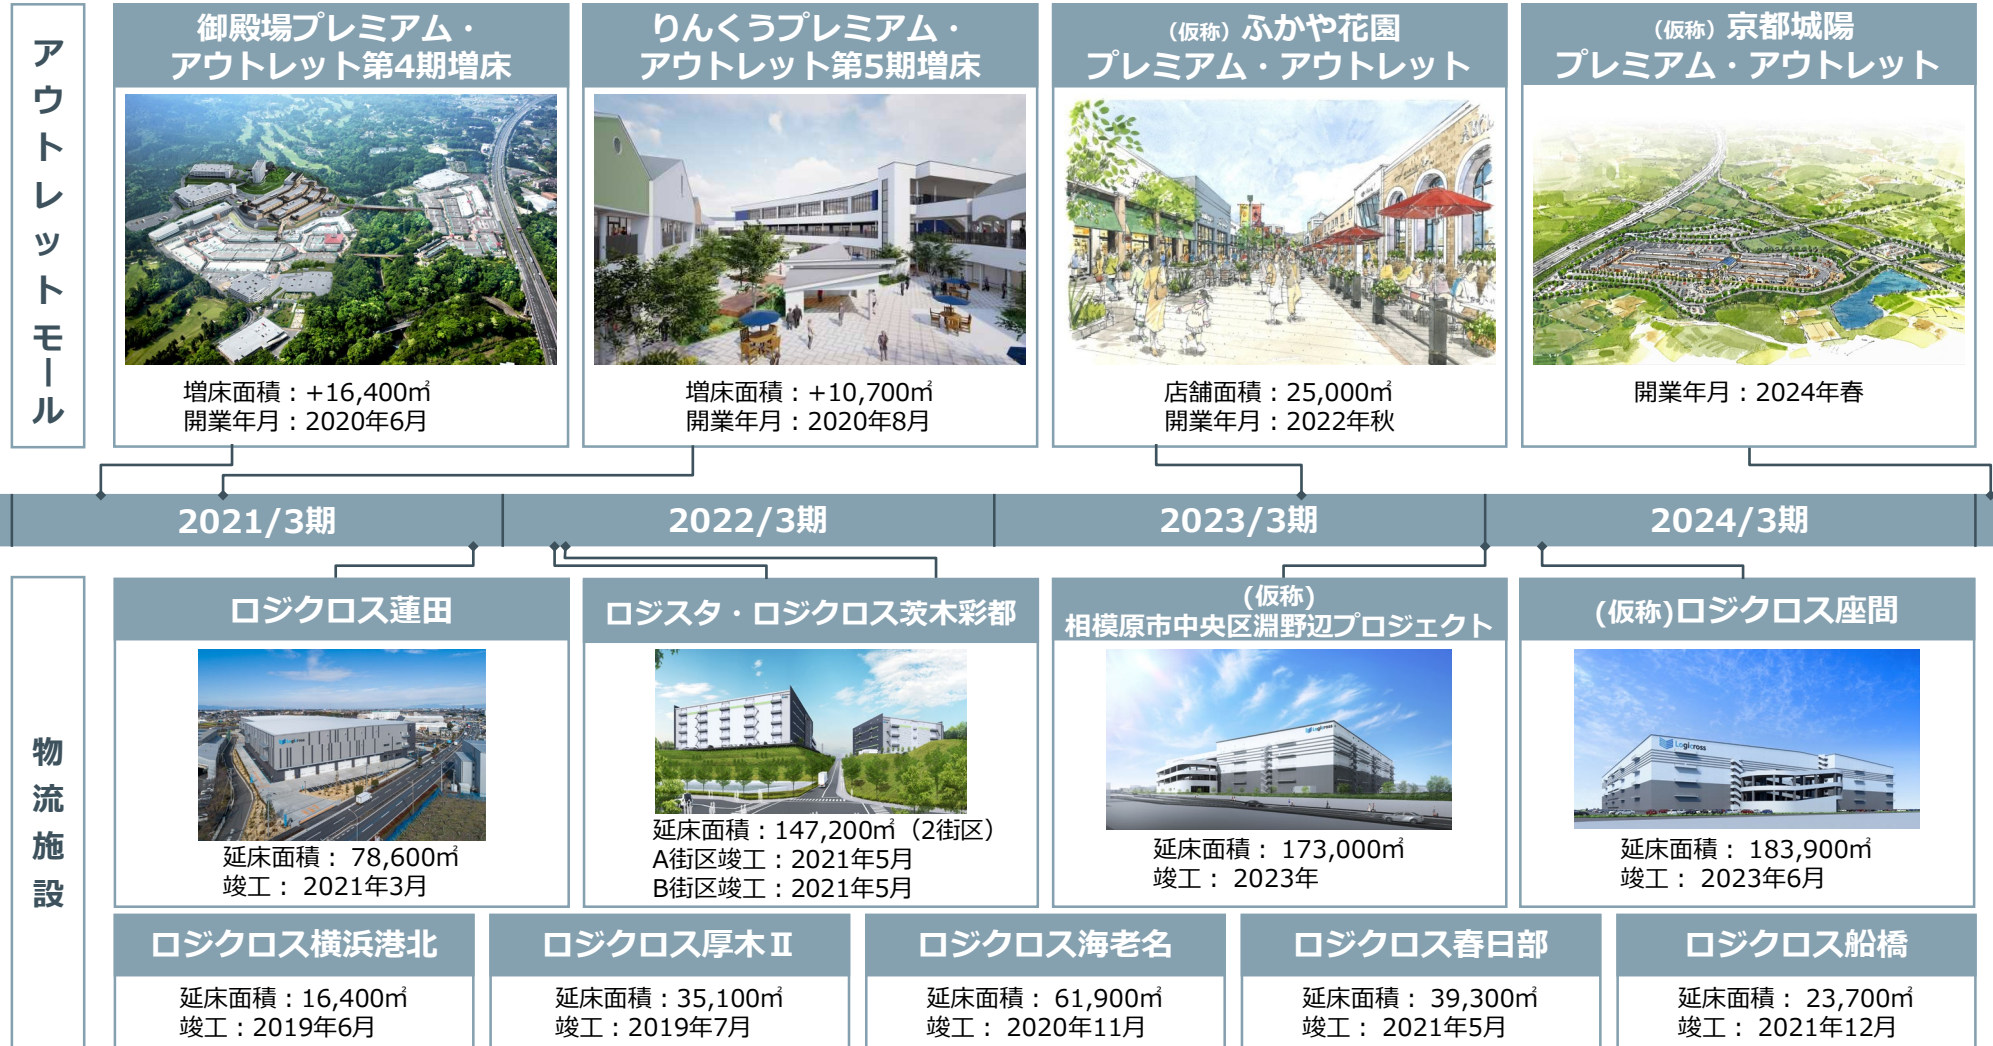 アウトレットモール
御殿場プレミアム・
アウトレット第4期増床
増床面積：+16,400㎡
開業年月：2020年6月
りんくうプレミアム・
アウトレット第5期増床
増床面積：+10,700㎡
開業年月：2020年8月
（仮称）ふかや花園
プレミアム・アウトレット
店舗面積：25,000㎡
開業年月：2022年秋
（仮称）京都城陽
プレミアム・アウトレット
開業年月：2024年春
2021/3期
2022/3期
2023/3期
2024/3期
物流施設
ロジクロス蓮田
Logicross
延床面積： 78,600㎡
竣工： 2021年3月
ロジスタ・ロジクロス茨木彩都
延床面積：147,200㎡（2街区）
A街区竣工：2021年5月
B街区竣工：2021年5月
(仮称)
相模原市中央区淵野辺プロジェクト
Logicross
延床面積： 173,000㎡
竣工： 2023年
(仮称)ロジクロス座間
Logicross
延床面積： 183,900㎡
竣工： 2023年6月
ロジクロス横浜港北
延床面積：16,400㎡
竣工：2019年6月
ロジクロス厚木Ⅱ
延床面積：35,100㎡
竣工：2019年7月
ロジクロス海老名
延床面積： 61,900㎡
竣工： 2020年11月
ロジクロス春日部
延床面積： 39,300㎡
竣工： 2021年5月
ロジクロス船橋
延床面積： 23,700㎡
竣工： 2021年12月